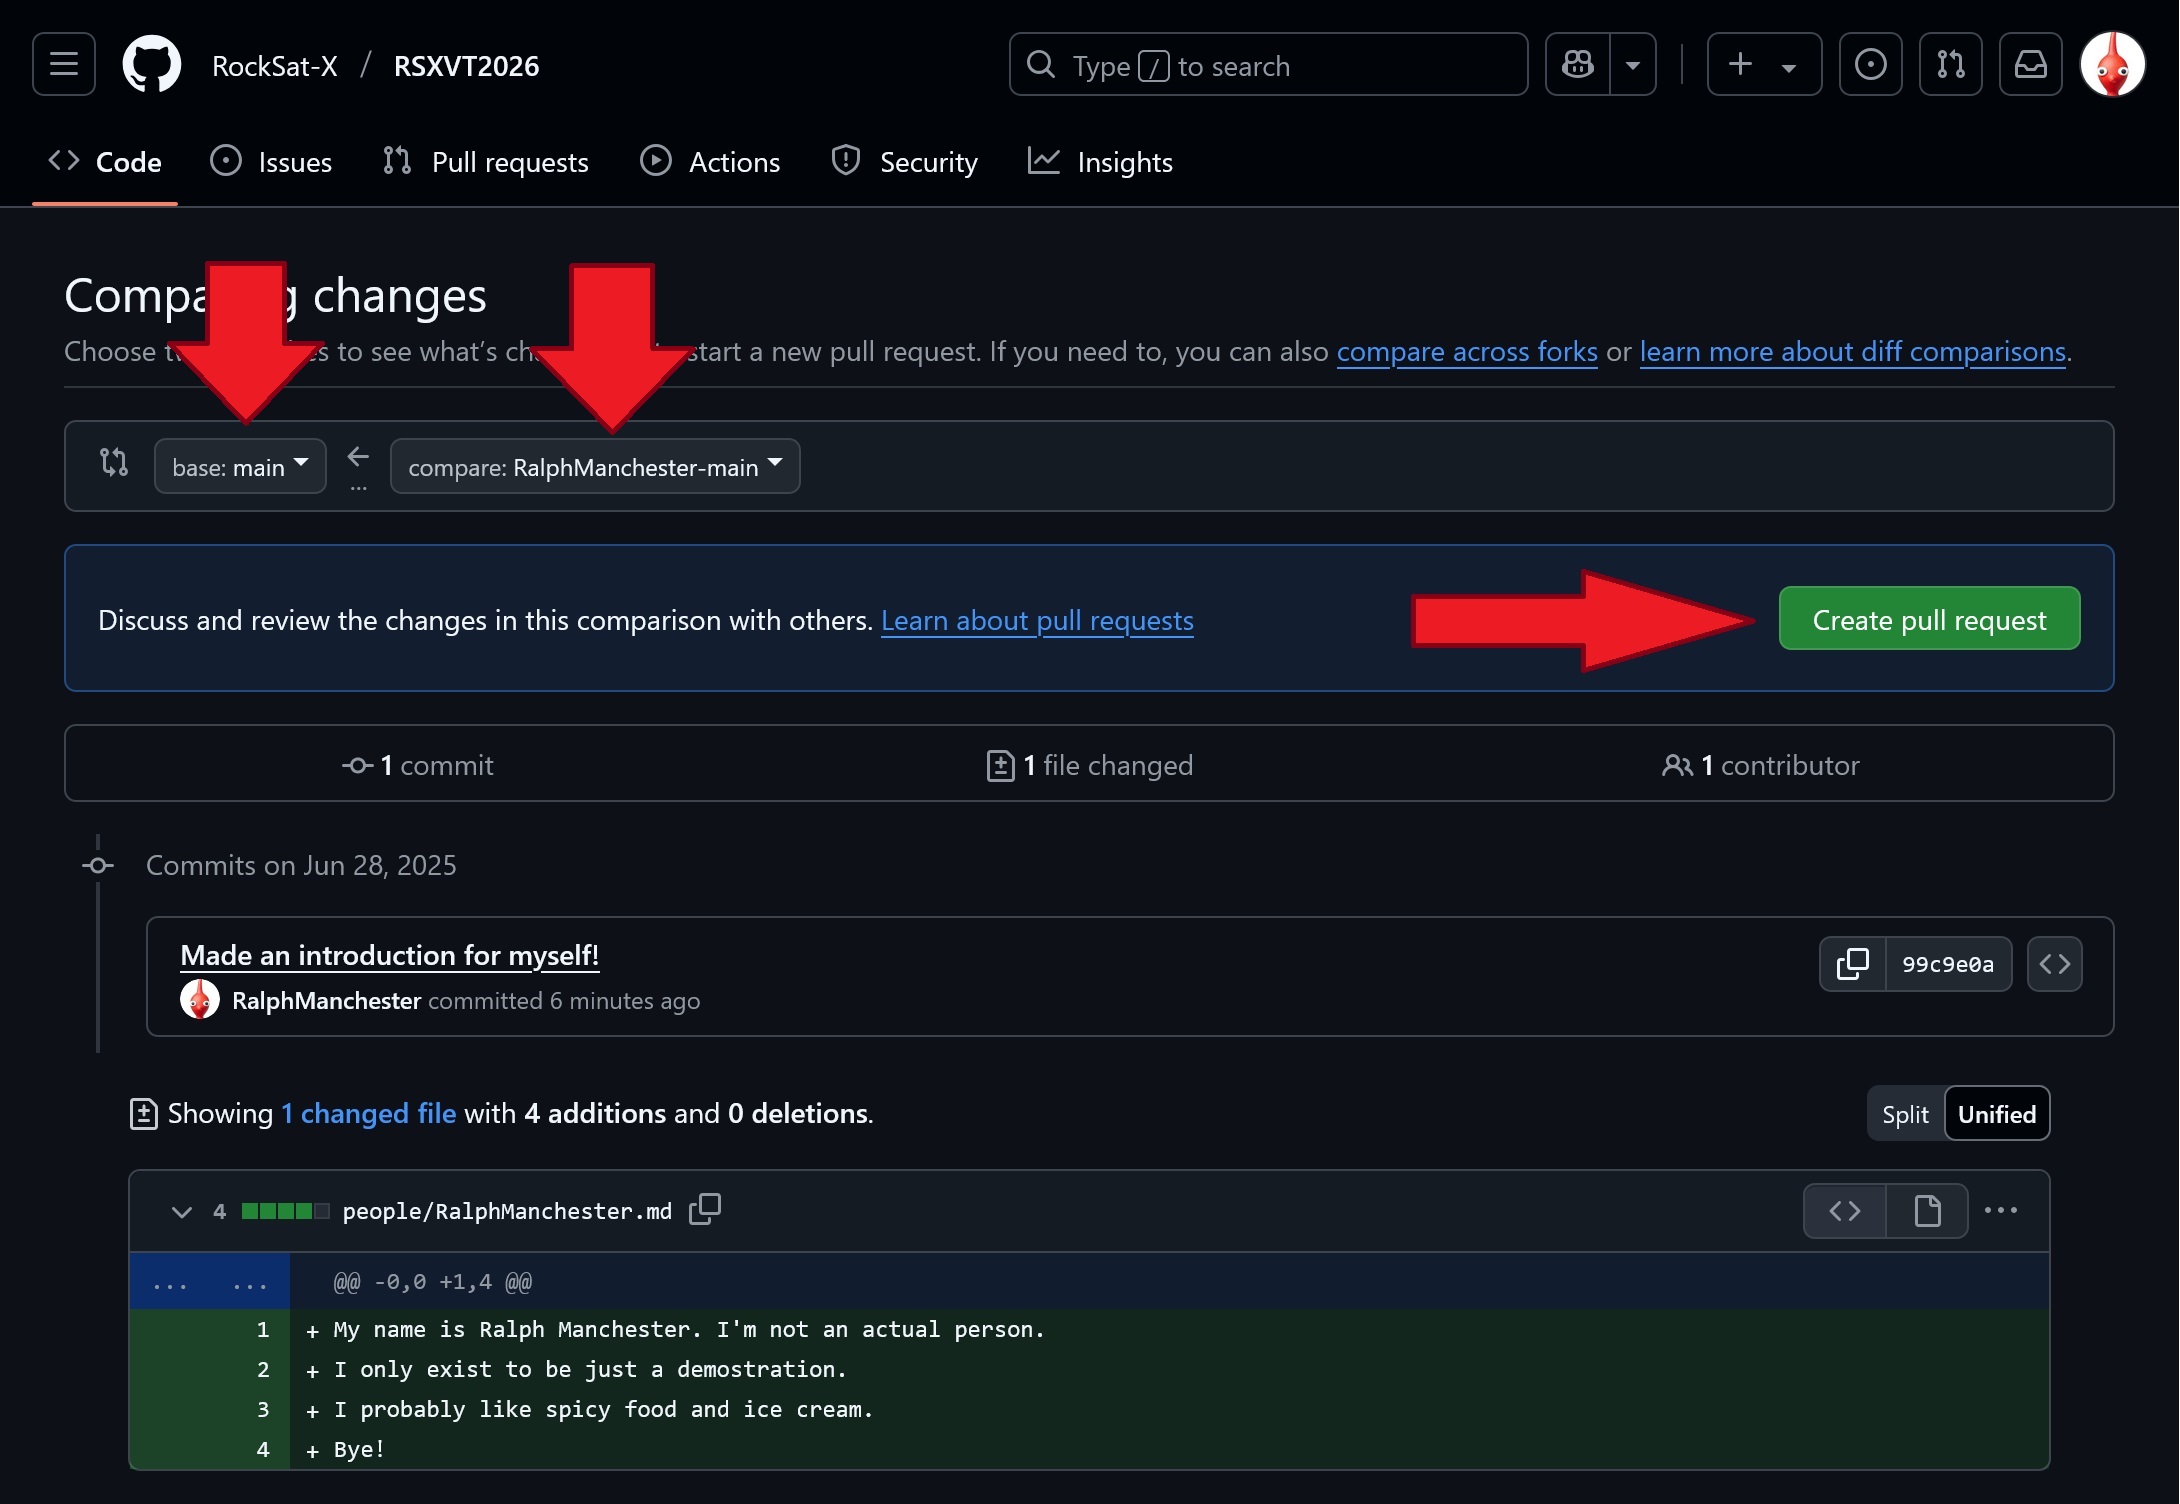 RockSat-X / RSXVT2026
Type / to search
Code Issues Pull requests Actions Security Insights
changes
Choose to see what's start a new pull request. If you need to, you can also compare across forks or learn more about diff comparisons.
base: main ← compare: RalphManchester-main
...
Discuss and review the changes in this comparison with others. Learn about pull requests
Create pull request
1 commit
1 file changed
1 contributor
Commits on Jun 28, 2025
Made an introduction for myself!
99c9e0a
RalphManchester committed 6 minutes ago
Showing 1 changed file with 4 additions and 0 deletions.
Split Unified
4 people/RalphManchester.md
... ... @@ -0,0 +1,4 @@
1 + My name is Ralph Manchester. I'm not an actual person.
2 + I only exist to be just a demostration.
3 + I probably like spicy food and ice cream.
4 + Bye!